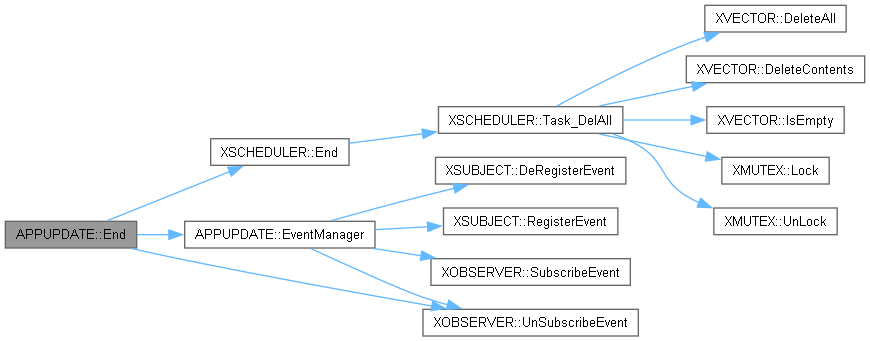 XVECTOR::DeleteAll
XVECTOR::DeleteContents
XSCHEDULER::Task_DelAll
XVECTOR::IsEmpty
XSCHEDULER::End
XMUTEX::Lock
XSUBJECT::DeRegisterEvent
XSUBJECT::RegisterEvent
XMUTEX::UnLock
APPUPDATE::End
APPUPDATE::EventManager
XOBSERVER::SubscribeEvent
XOBSERVER::UnSubscribeEvent